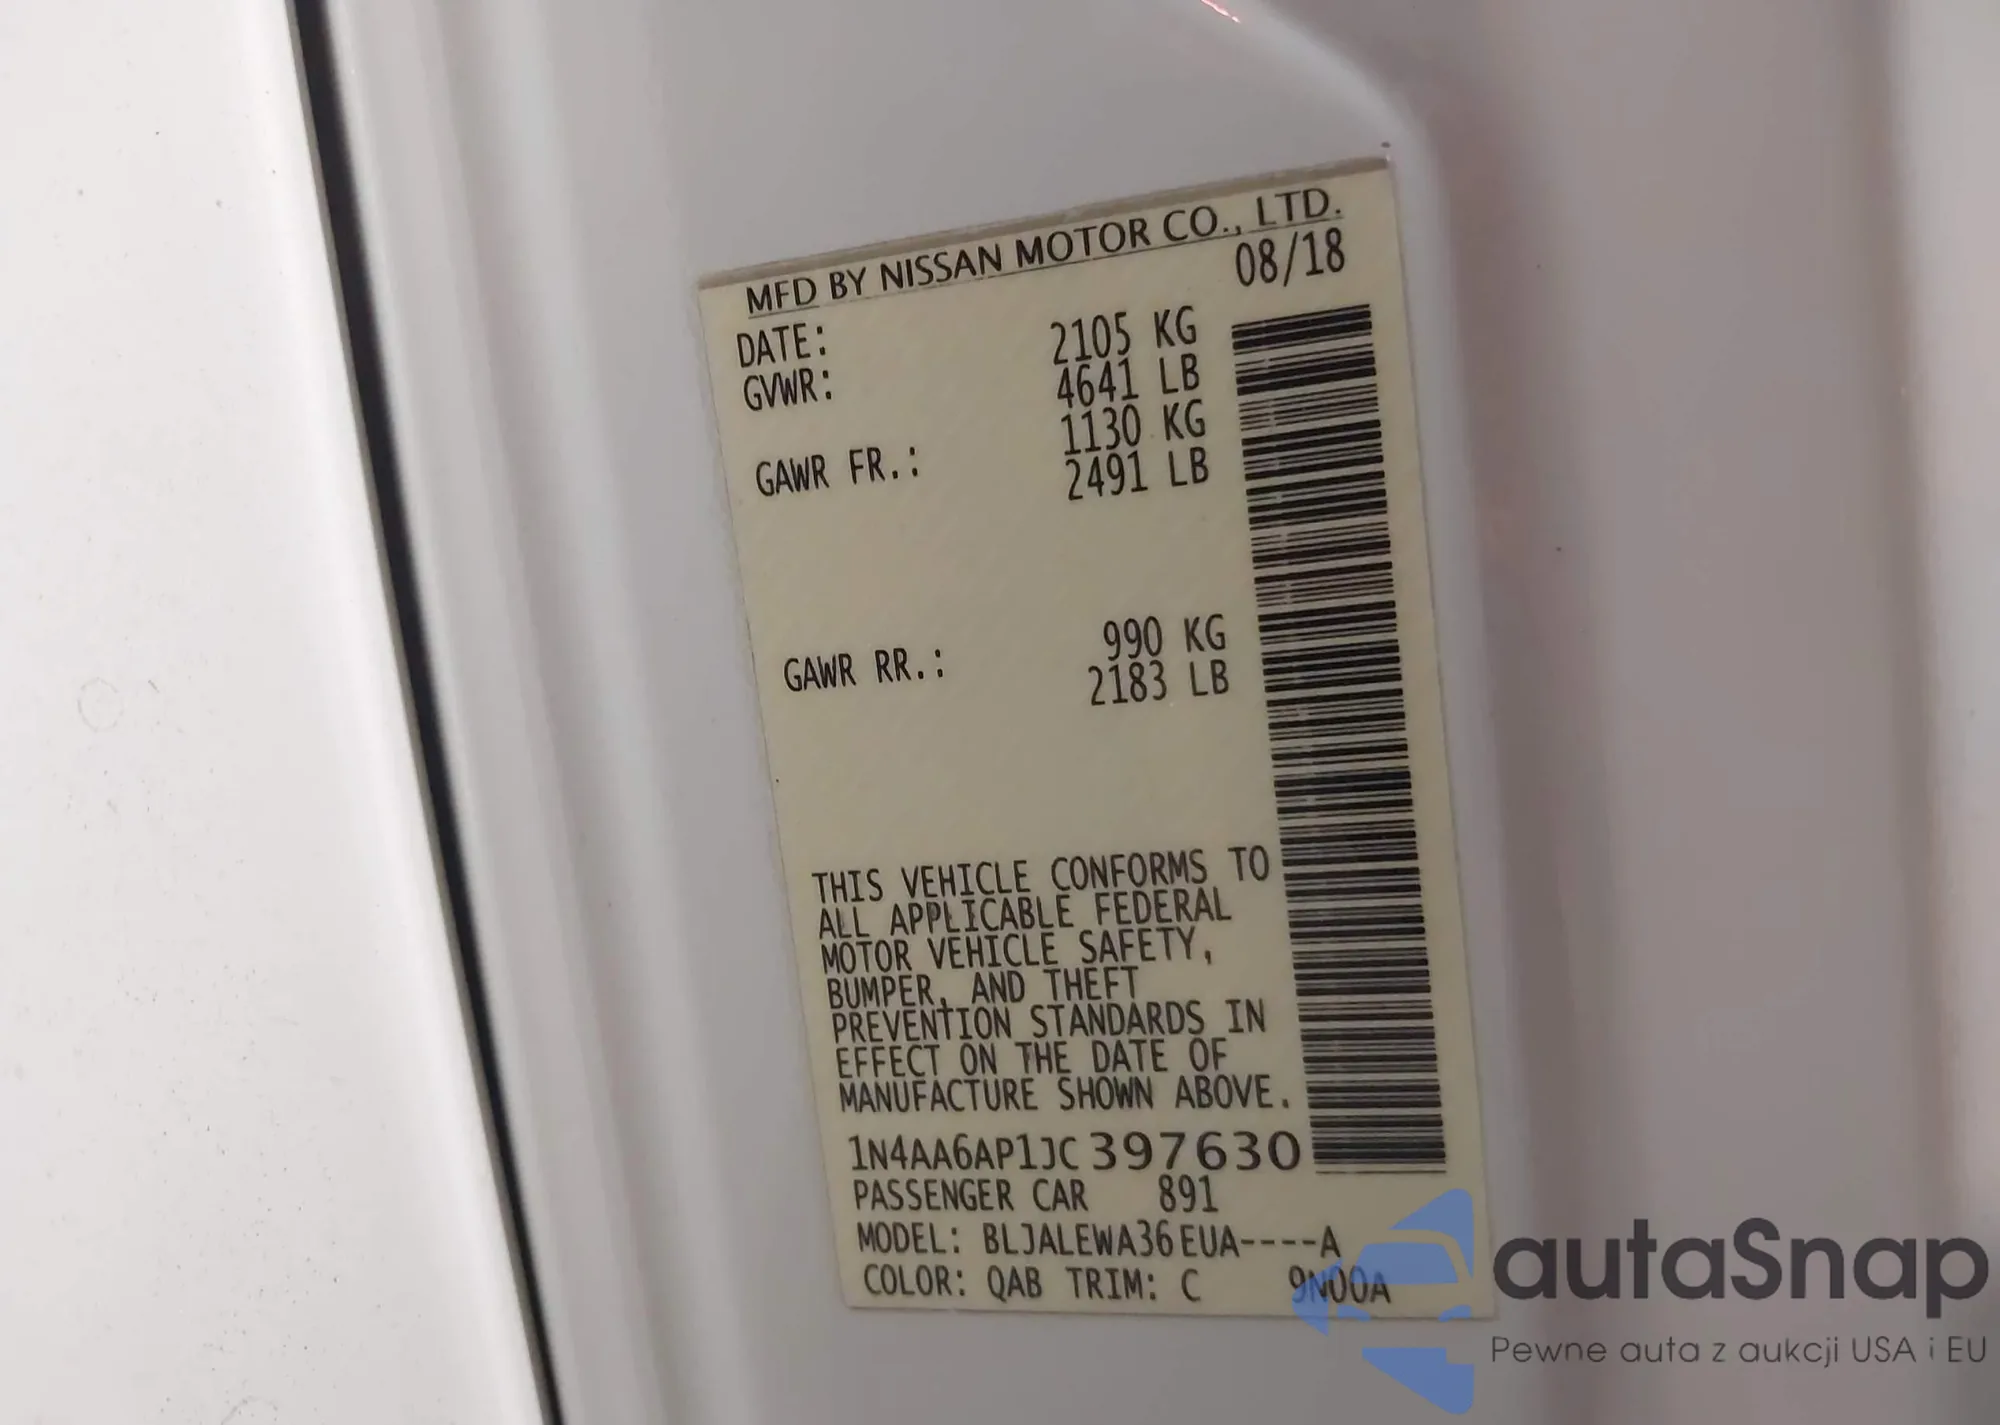 MFD BY NISSAN MOTOR CO., LTD.
DATE: 08/18
GVWR: 2105 KG
4641 LB
GAWR FR.: 1130 KG
2491 LB
GAWR RR.: 990 KG
2183 LB
THIS VEHICLE CONFORMS TO
ALL APPLICABLE FEDERAL
MOTOR VEHICLE SAFETY,
BUMPER, AND THEFT
PREVENTION STANDARDS IN
EFFECT ON THE DATE OF
MANUFACTURE SHOWN ABOVE.
1N4AA6AP1JC397630
PASSENGER CAR 891
MODEL: BLJALEWA36EUA----A
COLOR: QAB TRIM: C 9N00A
autaSnap
Pewne auta z aukcji USA i EU